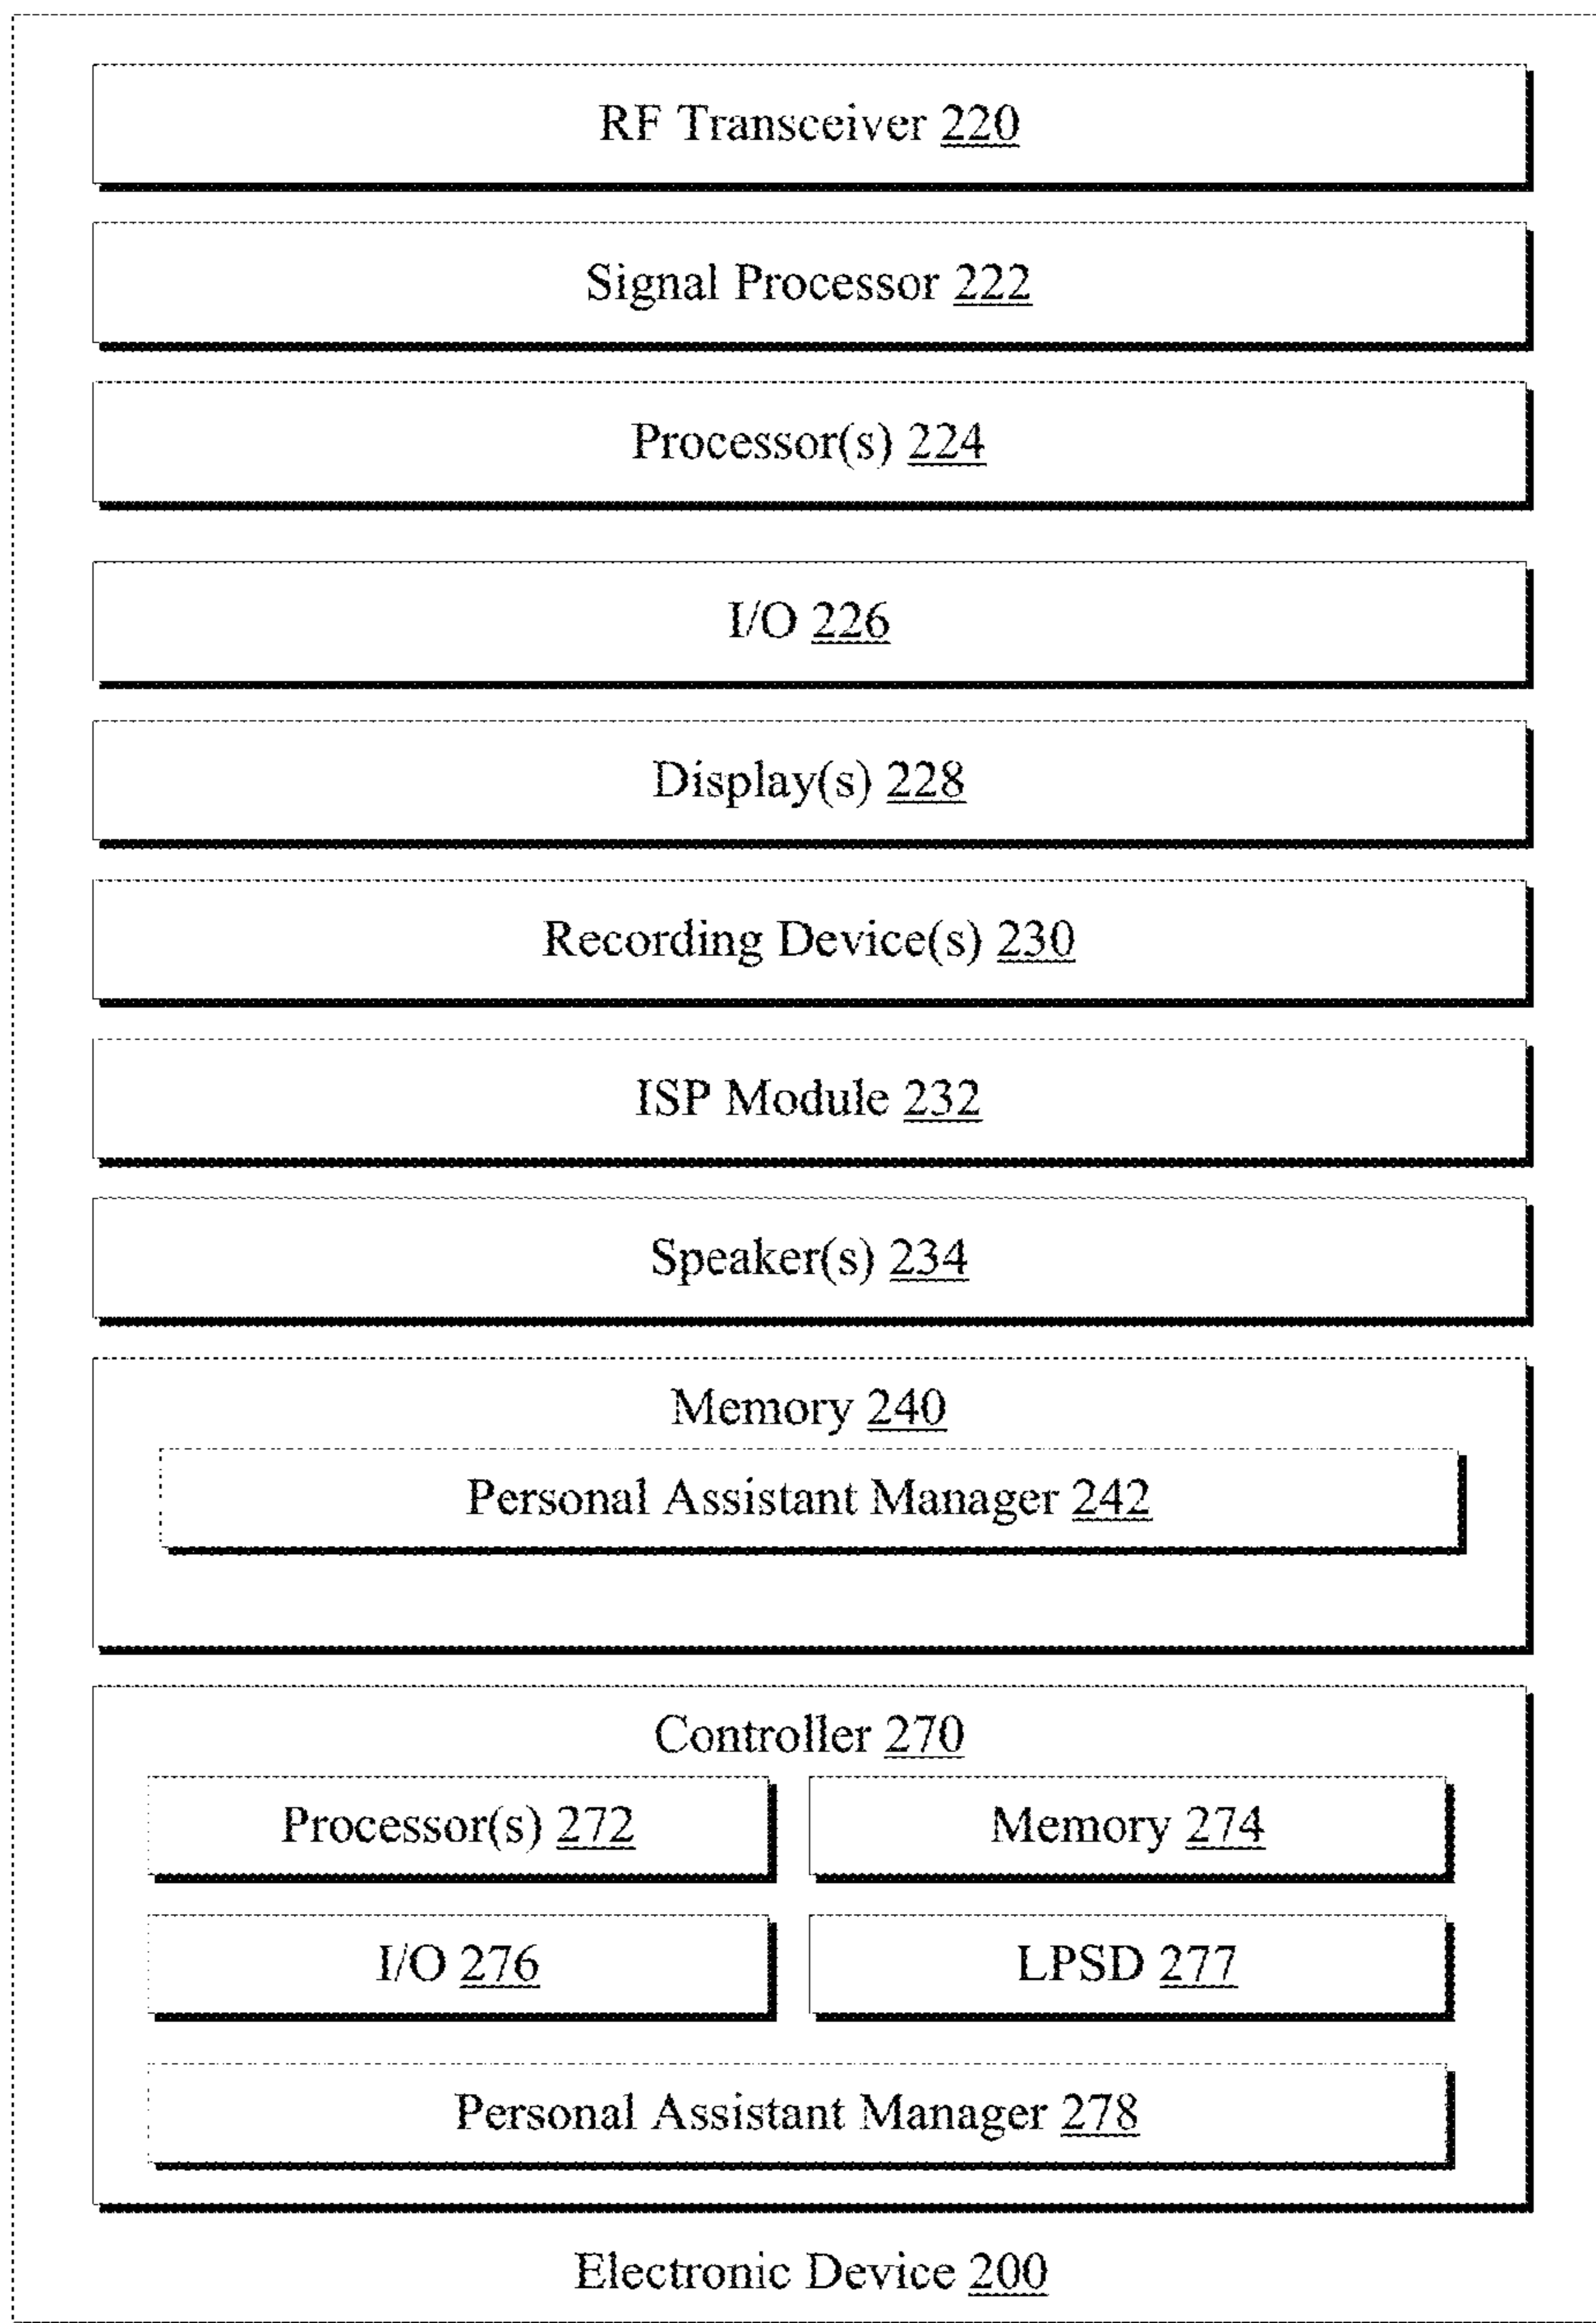 RF Transceiver 220
Signal Processor 222
Processor(s) 224
I/O 226
Display(s) 228
Recording Device(s) 230
ISP Module 232
Speaker(s) 234
Memory 240
Personal Assistant Manager 242
Controller 270
Processor(s) 272
Memory 274
I/O 276
LPSD 277
Personal Assistant Manager 278
Electronic Device 200